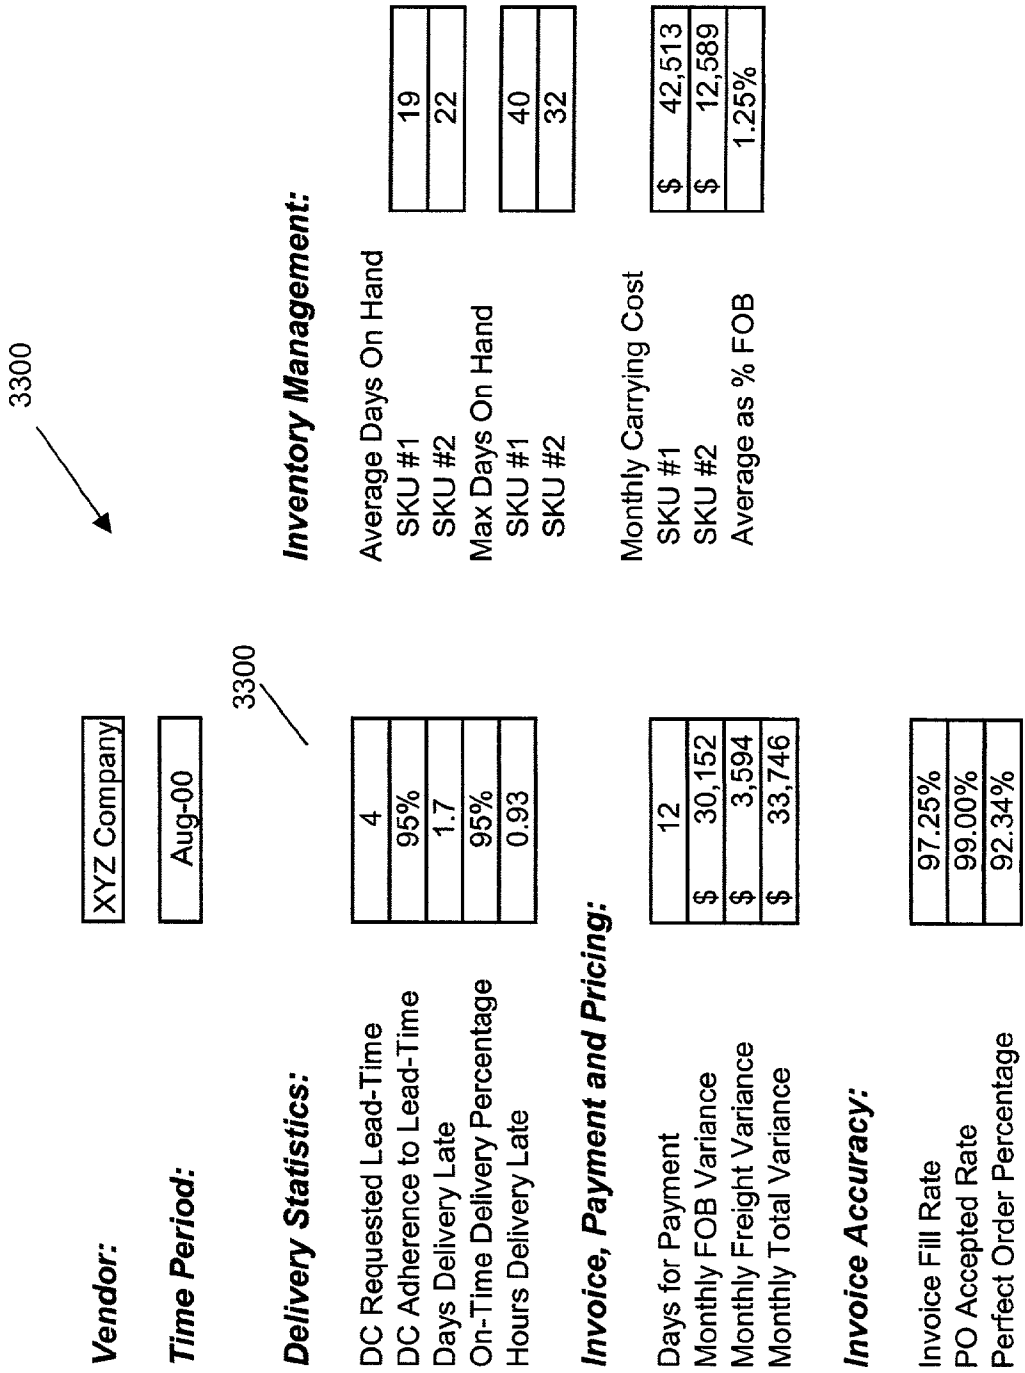 3300
Vendor: XYZ Company
Time Period: Aug-00
3300
Delivery Statistics:
DC Requested Lead-Time 4
DC Adherence to Lead-Time 95%
Days Delivery Late 1.7
On-Time Delivery Percentage 95%
Hours Delivery Late 0.93
Invoice, Payment and Pricing:
Days for Payment 12
Monthly FOB Variance $ 30,152
Monthly Freight Variance $ 3,594
Monthly Total Variance $ 33,746
Invoice Accuracy:
Invoice Fill Rate 97.25%
PO Accepted Rate 99.00%
Perfect Order Percentage 92.34%
Inventory Management:
Average Days On Hand
SKU #1 19
SKU #2 22
Max Days On Hand
SKU #1 40
SKU #2 32
Monthly Carrying Cost
SKU #1 $ 42,513
SKU #2 $ 12,589
Average as % FOB 1.25%